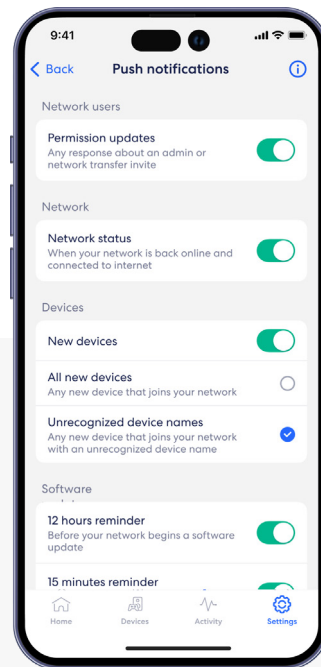 9:41
Back
Push notifications
Network users
Permission updates
Any response about an admin or
network transfer invite
Network
Network status
When your network is back online and
connected to internet
Devices
New devices
All new devices
Any new device that joins your network
Unrecognized device names
Any new device that joins your network
with an unrecognized device name
Software
12 hours reminder
Before your network begins a software
update
15 minutes reminder
Home
Devices
Activity
Settings